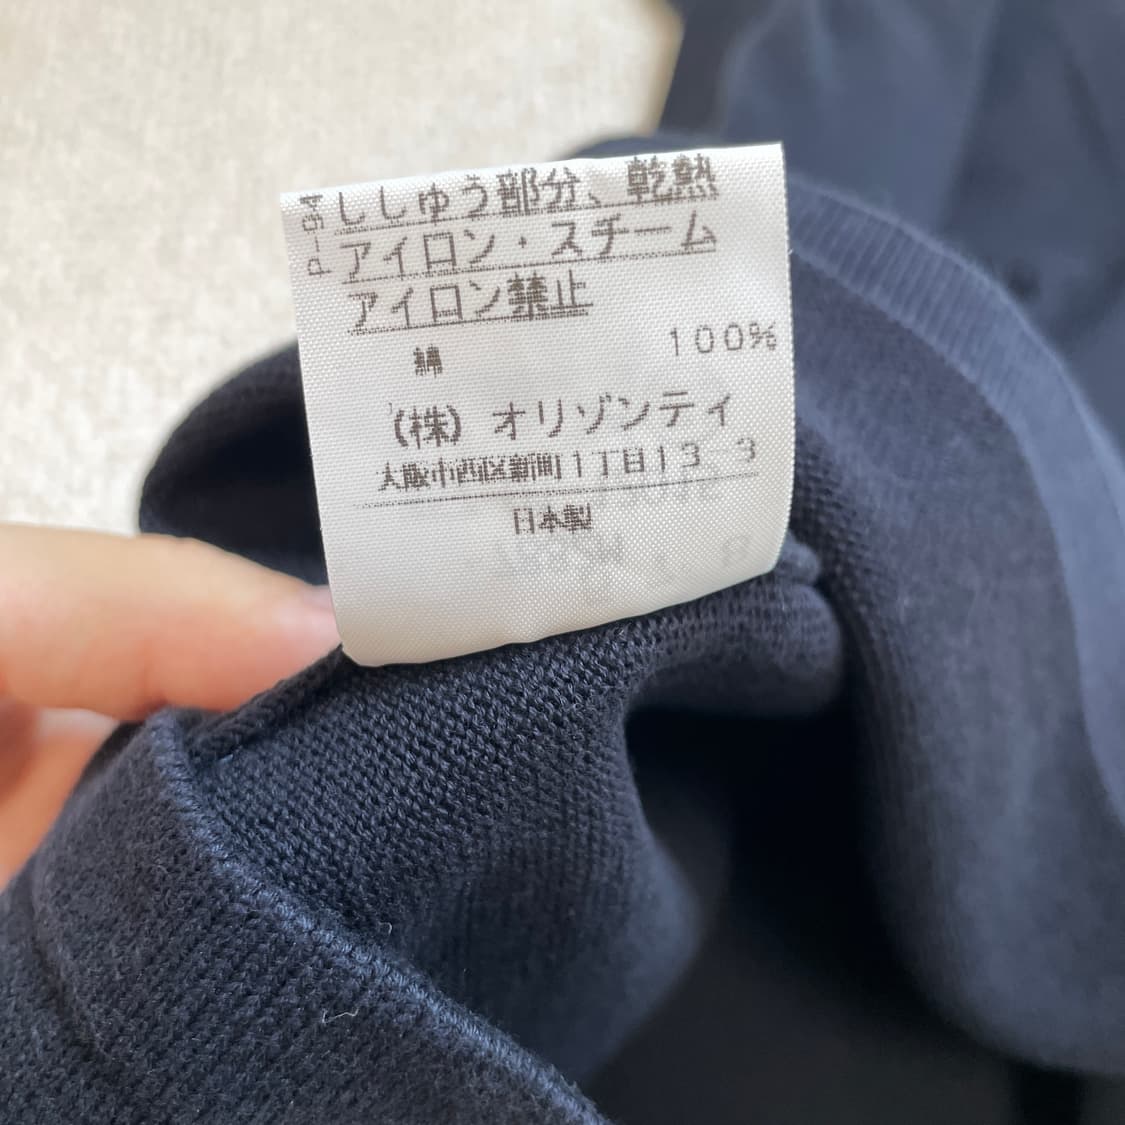 P-94
ししゅう部分、乾熱
アイロン・スチーム
アイロン禁止
綿 100%
(株) オリゾンティ
大阪市西区新町1丁目13-3
日本製